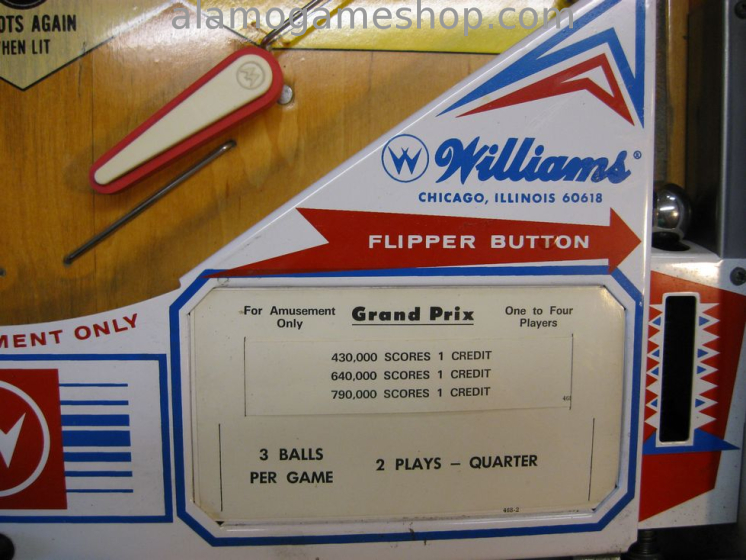 alamogameshop.com
OTS AGAIN
HEN LIT
Williams®
CHICAGO, ILLINOIS 60618
FLIPPER BUTTON
MENT ONLY
For Amusement Only
Grand Prix
One to Four Players
430,000 SCORES 1 CREDIT
640,000 SCORES 1 CREDIT
790,000 SCORES 1 CREDIT
3 BALLS
PER GAME
2 PLAYS – QUARTER